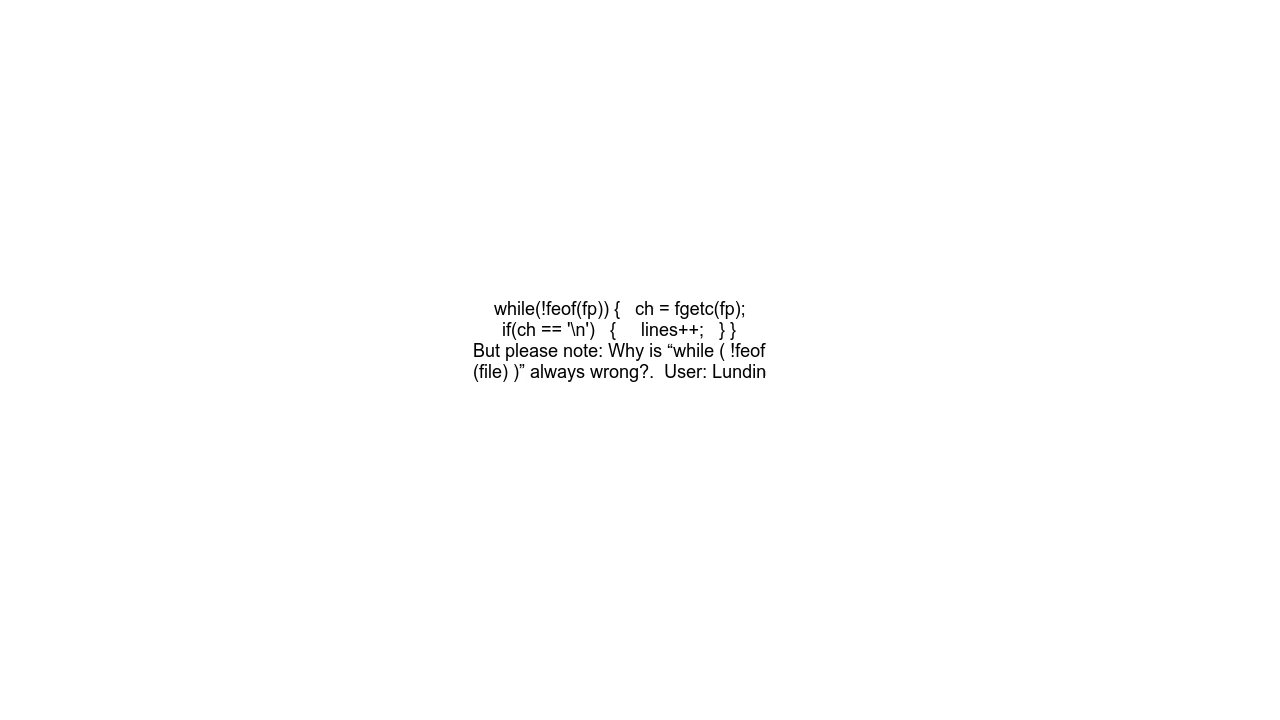 while(!feof(fp)) {   ch = fgetc(fp);
if(ch == '\n')   {     lines++;   } }
But please note: Why is “while ( !feof
(file) )” always wrong?.  User: Lundin